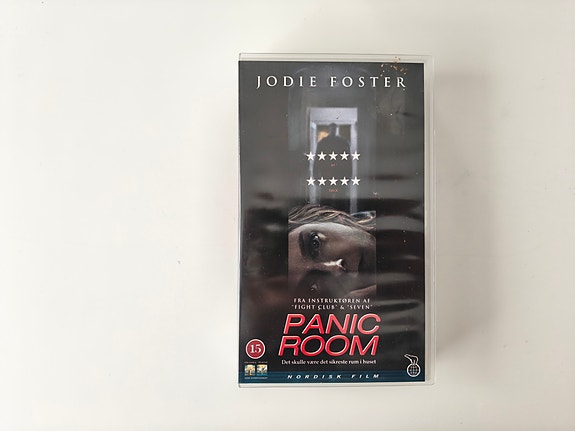 JODIE FOSTER
★★★★★
★★★★★
FRA INSTRUKTØREN AF
"FIGHT CLUB" & "SEVEN"
PANIC
ROOM
15
Det skulle være det sikreste rum i huset
NORDISK FILM